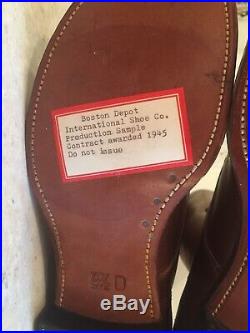 Boston Depot
International Shoe Co.
Production Sample
Contract awarded 1945
Do not issue
D